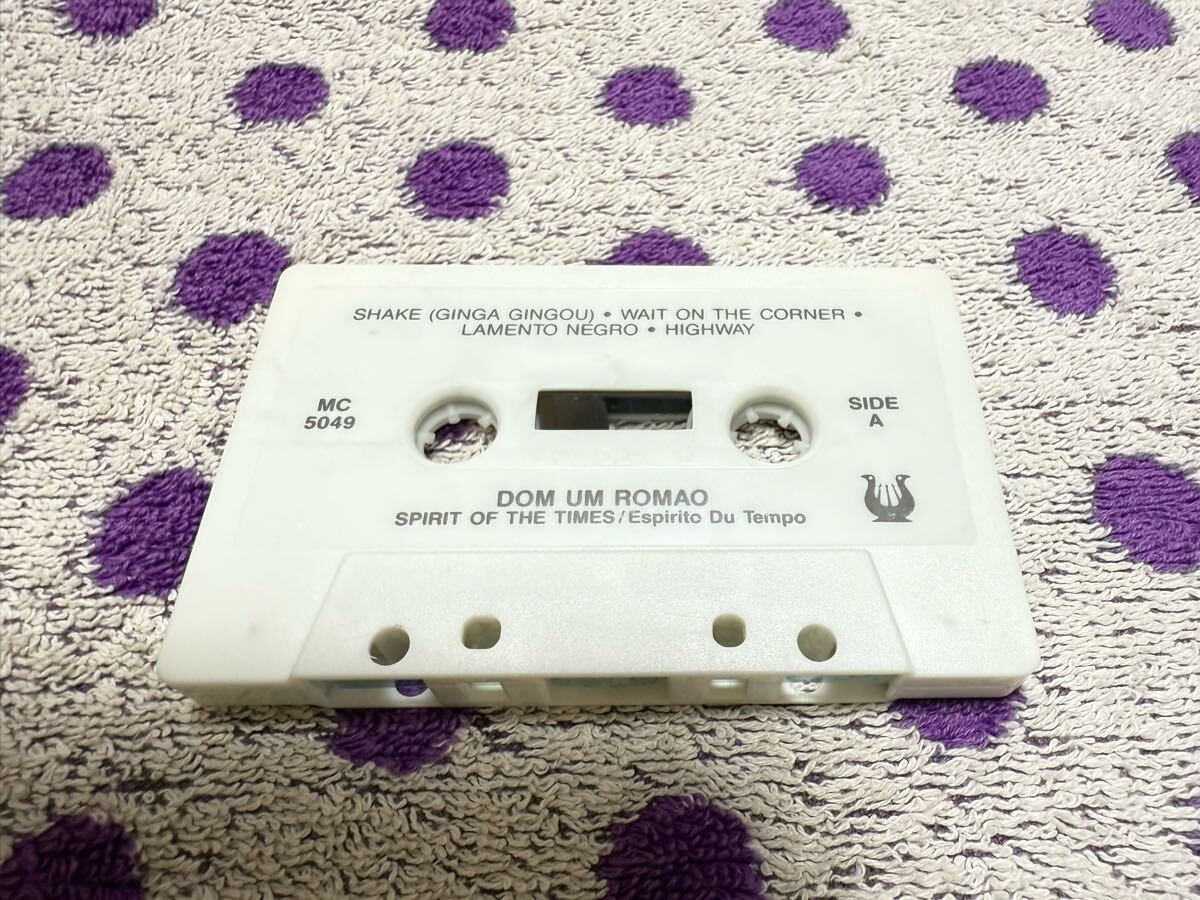 SHAKE (GINGA GINGOU) • WAIT ON THE CORNER •
LAMENTO NEGRO • HIGHWAY
MC
5049
SIDE
A
DOM UM ROMAO
SPIRIT OF THE TIMES/Espirito Du Tempo